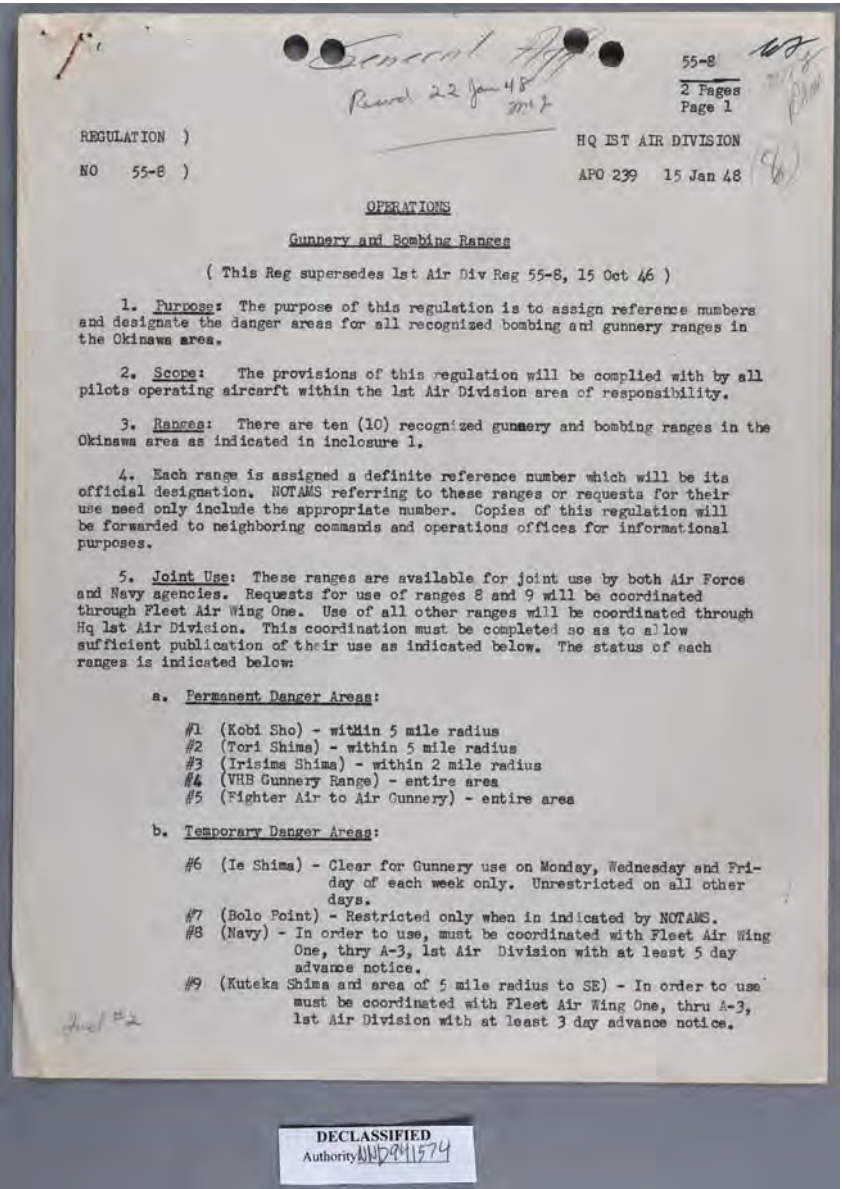 General
55-8
2 Pages
Page 1
Recvd 22 Jan 48
REGULATION )
HQ 1ST AIR DIVISION
NO 55-8 )
APO 239 15 Jan 48
OPERATIONS
Gunnery and Bombing Ranges
( This Reg supersedes 1st Air Div Reg 55-8, 15 Oct 46 )
1. Purpose: The purpose of this regulation is to assign reference numbers
and designate the danger areas for all recognized bombing and gunnery ranges in
the Okinawa area.
2. Scope: The provisions of this regulation will be complied with by all
pilots operating aircarft within the 1st Air Division area of responsibility.
3. Ranges: There are ten (10) recognized gunnery and bombing ranges in the
Okinawa area as indicated in inclosure 1.
4. Each range is assigned a definite reference number which will be its
official designation. NOTAMS referring to these ranges or requests for their
use need only include the appropriate number. Copies of this regulation will
be forwarded to neighboring commands and operations offices for informational
purposes.
5. Joint Use: These ranges are available for joint use by both Air Force
and Navy agencies. Requests for use of ranges 8 and 9 will be coordinated
through Fleet Air Wing One. Use of all other ranges will be coordinated through
Hq 1st Air Division. This coordination must be completed so as to allow
sufficient publication of their use as indicated below. The status of each
ranges is indicated below:
a. Permanent Danger Areas:
#1 (Kobi Sho) - within 5 mile radius
#2 (Tori Shima) - within 5 mile radius
#3 (Irisima Shima) - within 2 mile radius
#4 (VHB Gunnery Range) - entire area
#5 (Fighter Air to Air Gunnery) - entire area
b. Temporary Danger Areas:
#6 (Ie Shima) - Clear for Gunnery use on Monday, Wednesday and Fri-
day of each week only. Unrestricted on all other
days.
#7 (Bolo Point) - Restricted only when in indicated by NOTAMS.
#8 (Navy) - In order to use, must be coordinated with Fleet Air Wing
One, thry A-3, 1st Air Division with at least 5 day
advance notice.
#9 (Kuteka Shima and area of 5 mile radius to SE) - In order to use
must be coordinated with Fleet Air Wing One, thru A-3,
1st Air Division with at least 3 day advance notice.
Incl #2
DECLASSIFIED
Authority NND941574